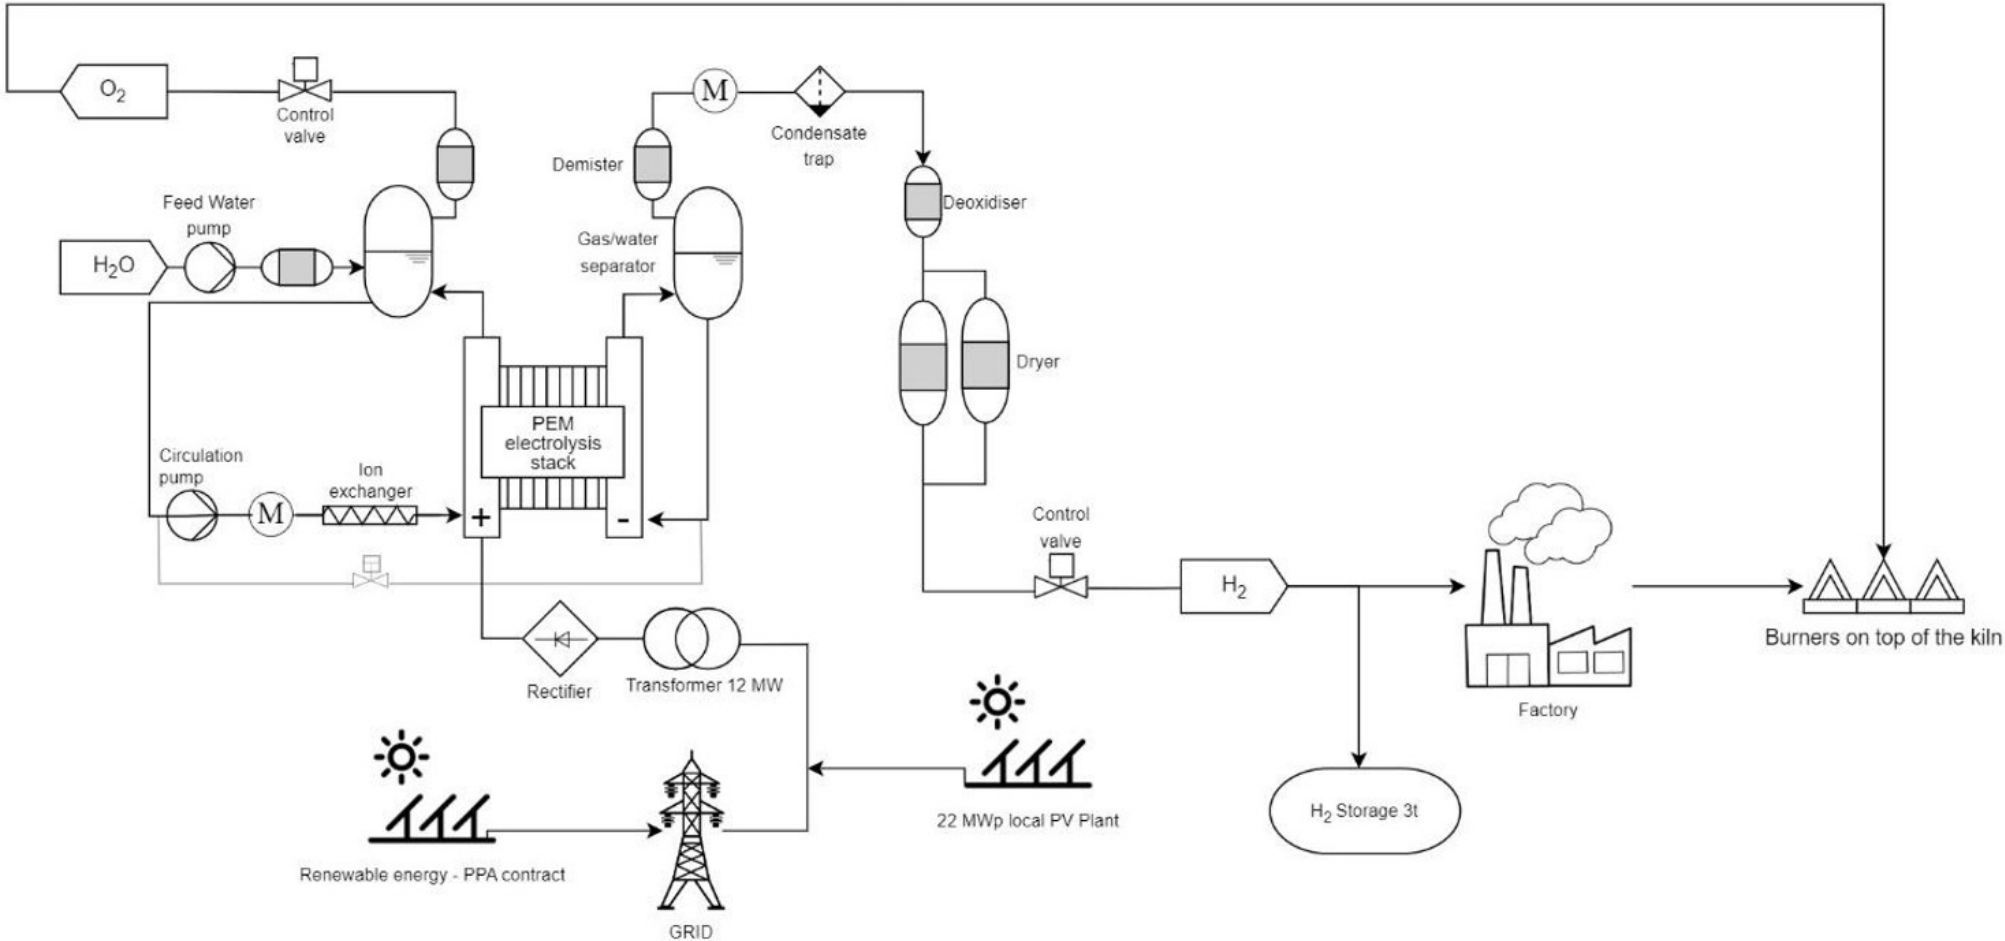 O2
Control
valve
M
Condensate
trap
Demister
Deoxidiser
Feed Water
pump
H2O
Gas/water
separator
Dryer
PEM
electrolysis
stack
Circulation
pump
Ion
exchanger
M
+
-
Control
valve
H2
Burners on top of the kiln
Rectifier
Transformer 12 MW
Factory
22 MWp local PV Plant
H2 Storage 3t
Renewable energy - PPA contract
GRID